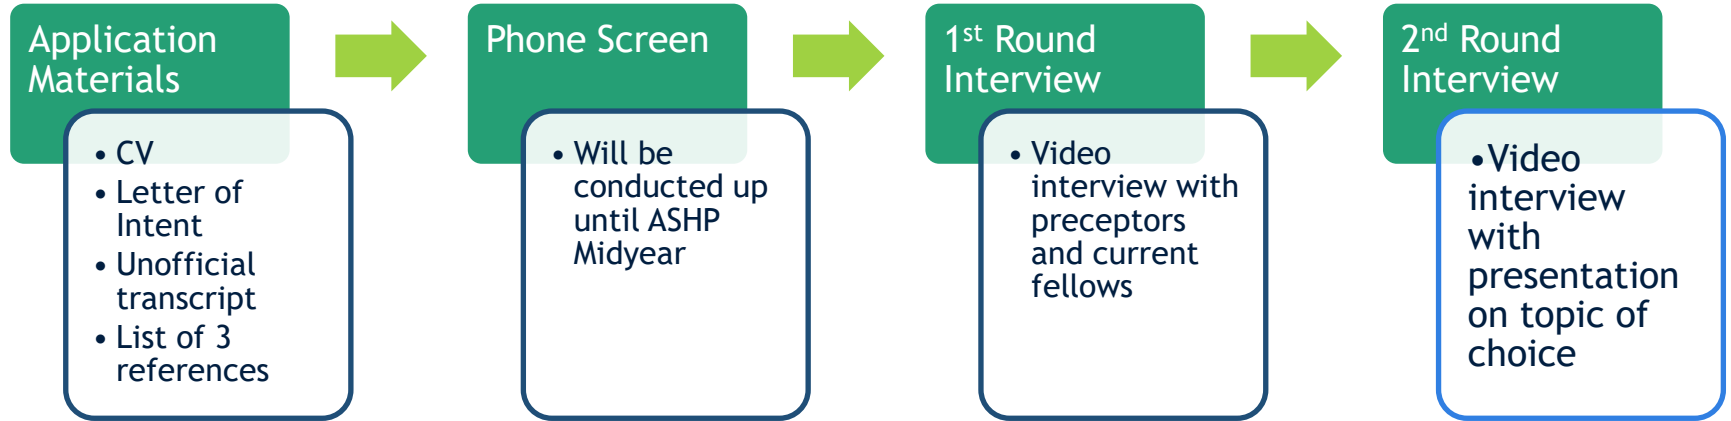 Application
Materials
• CV
• Letter of
Intent
• Unofficial
transcript
• List of 3
references
Phone Screen
• Will be
conducted up
until ASHP
Midyear
1st Round
Interview
• Video
interview with
preceptors
and current
fellows
2nd Round
Interview
•Video
interview
with
presentation
on topic of
choice